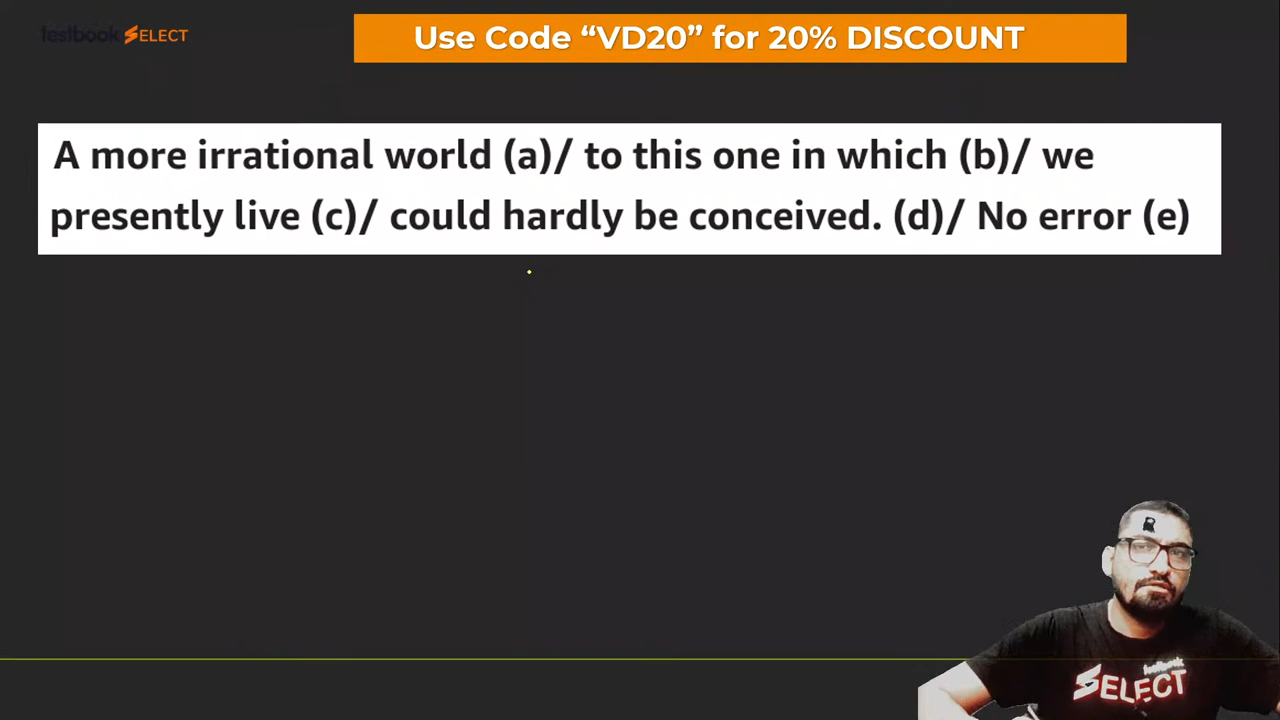 testbook SELECT
Use Code “VD20” for 20% DISCOUNT
A more irrational world (a)/ to this one in which (b)/ we
presently live (c)/ could hardly be conceived. (d)/ No error (e)
testbook
SELECT